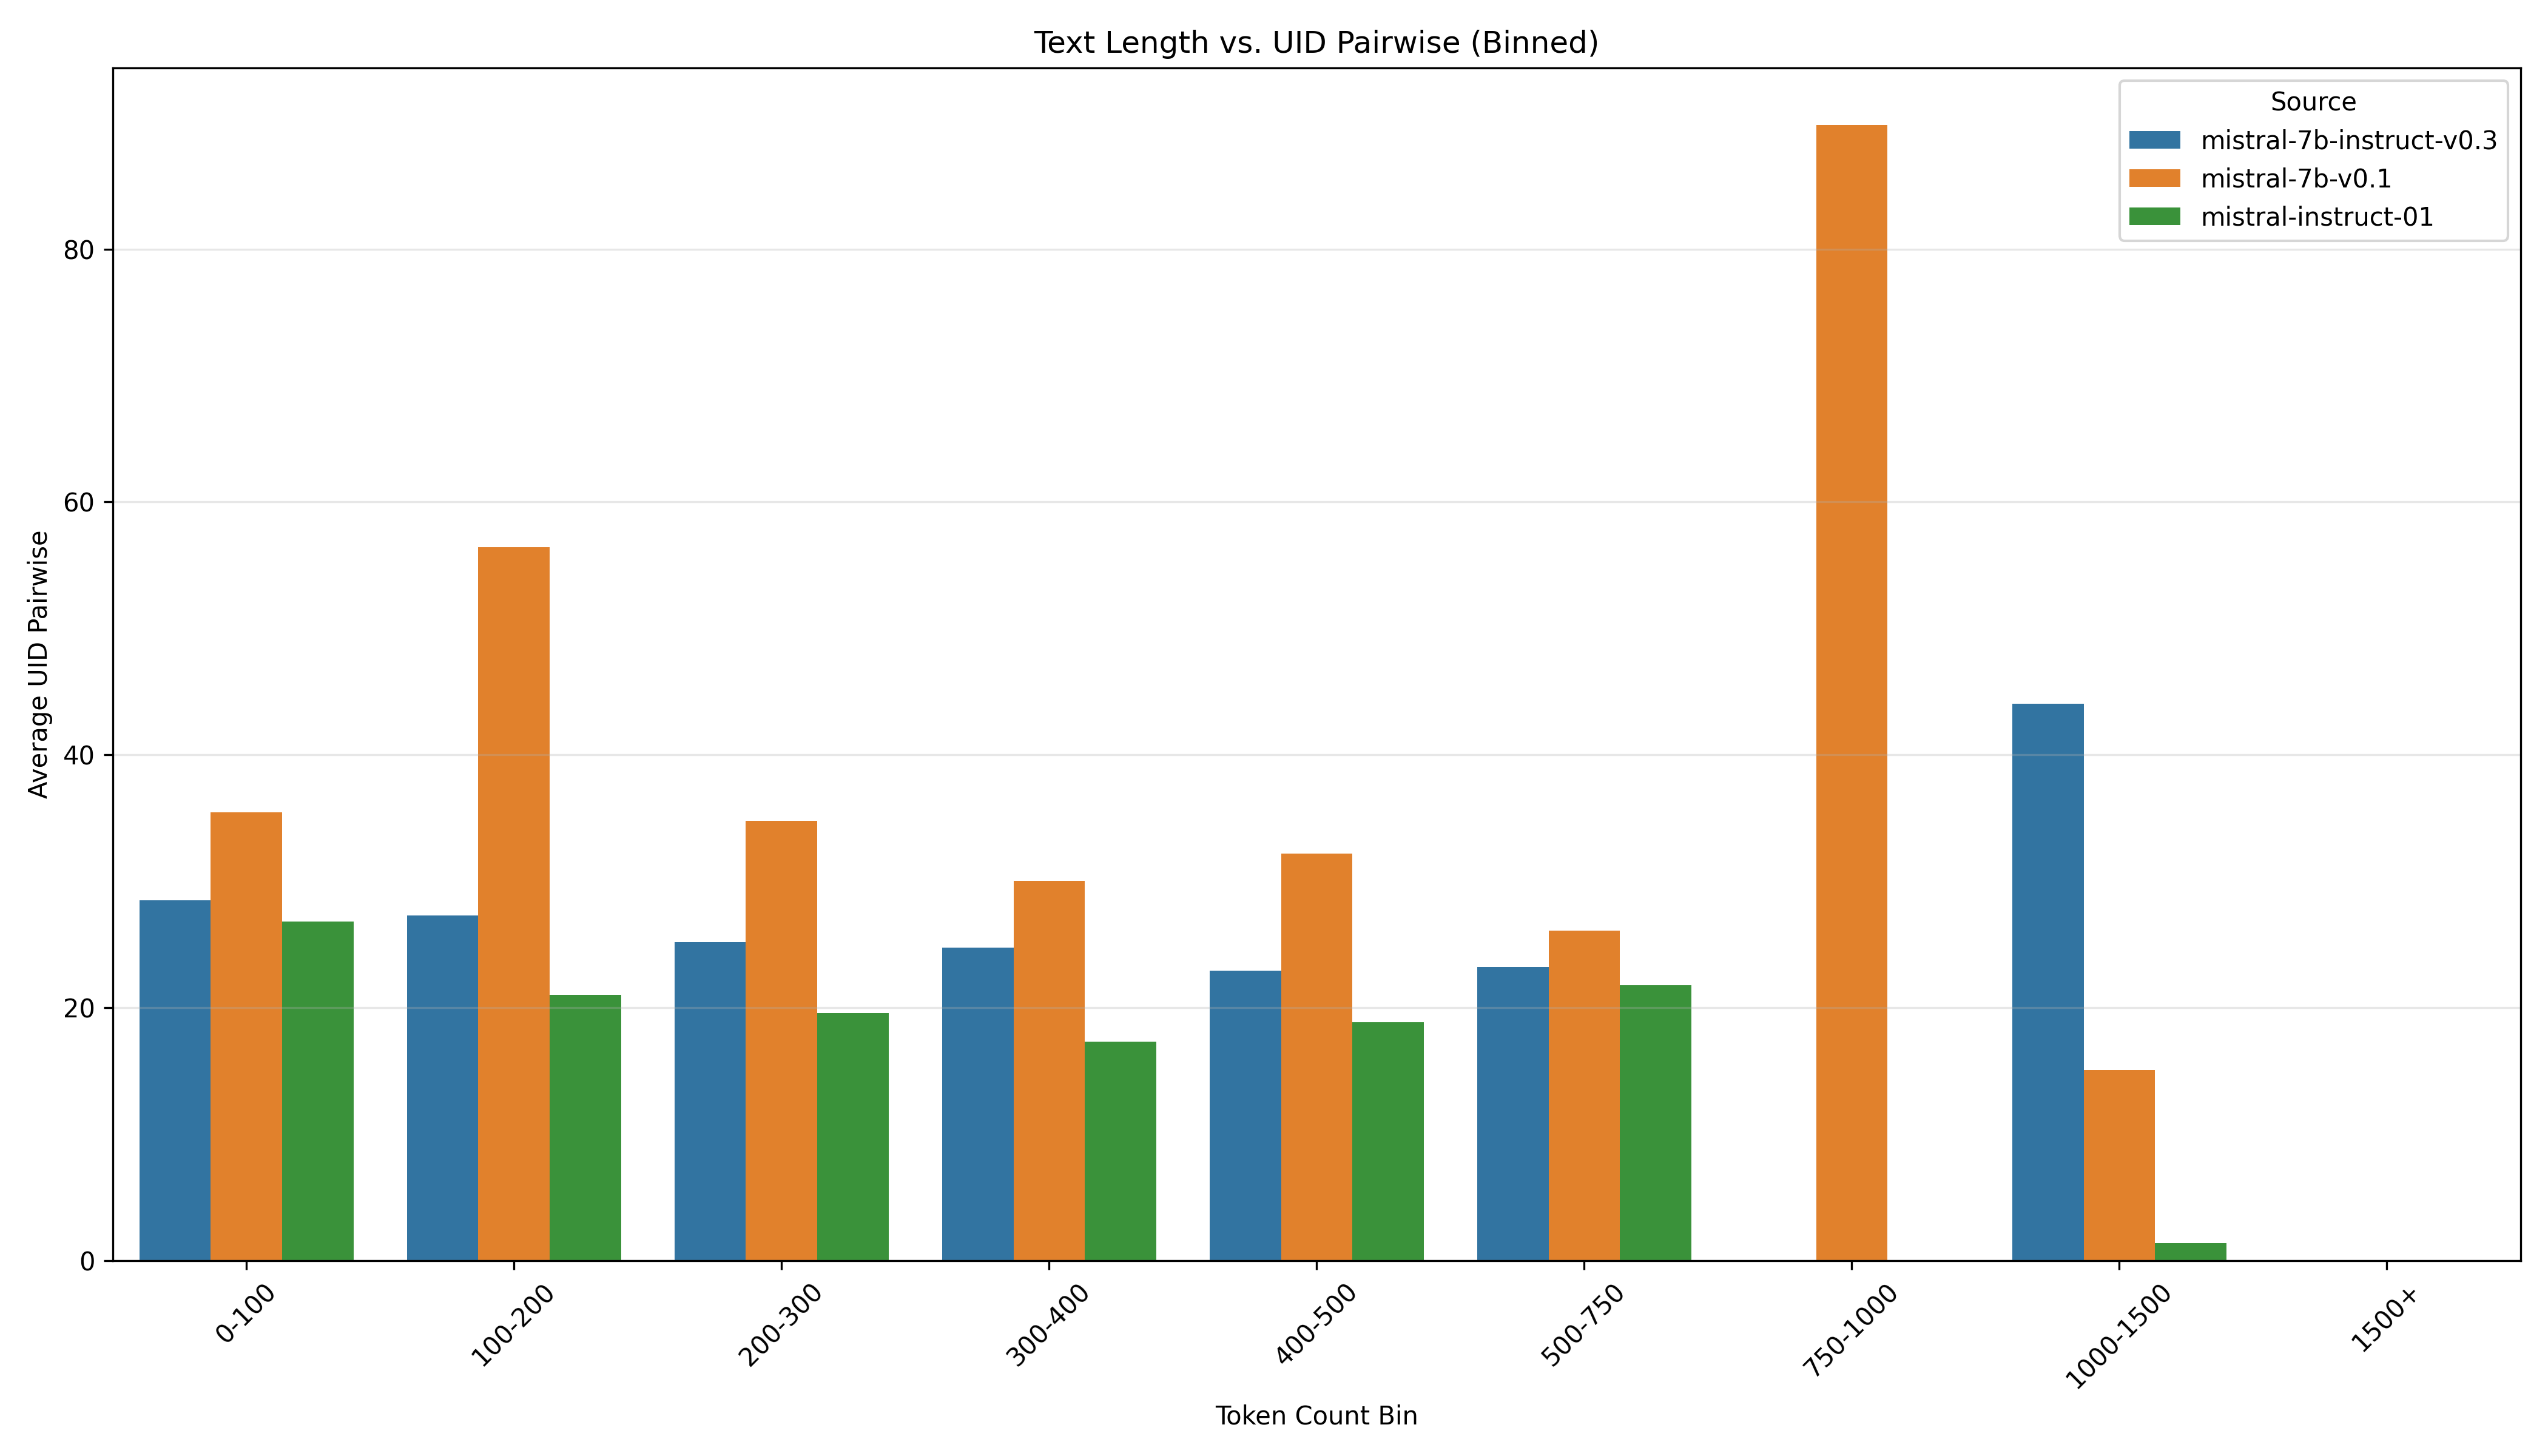 Text Length vs. UID Pairwise (Binned)
Source
mistral-7b-instruct-v0.3
mistral-7b-v0.1
mistral-instruct-01
Average UID Pairwise
80
60
40
20
0
0-100
100-200
200-300
300-400
400-500
500-750
750-1000
1000-1500
1500+
Token Count Bin